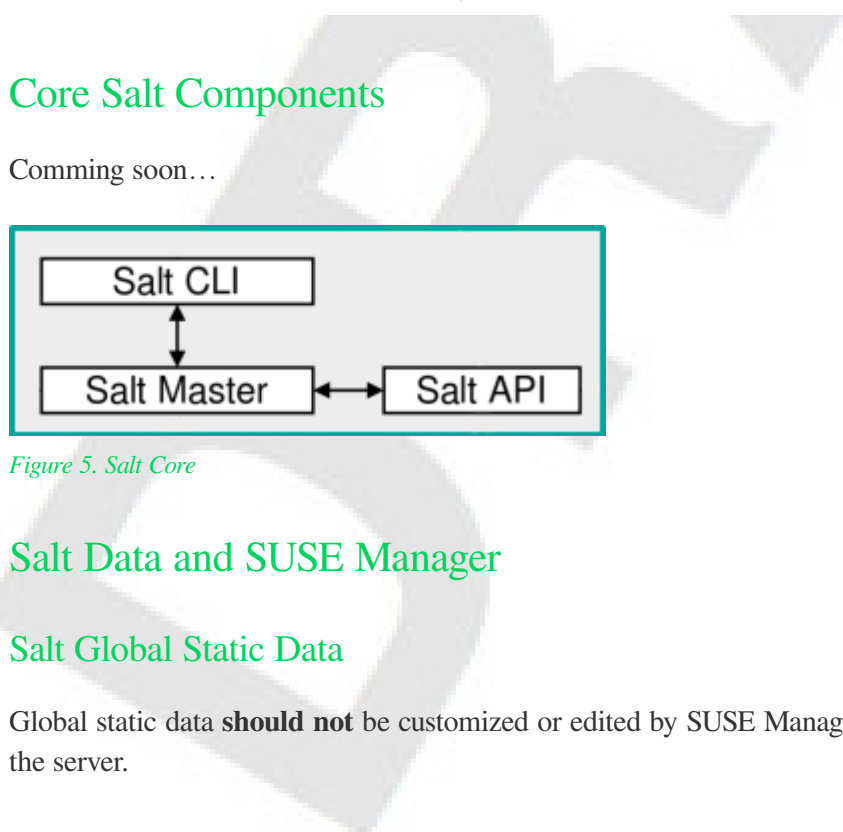 Core Salt Components
Comming soon…
Salt CLI
Salt Master
Salt API
Figure 5. Salt Core
Salt Data and SUSE Manager
Salt Global Static Data
Global static data should not be customized or edited by SUSE Manag
the server.